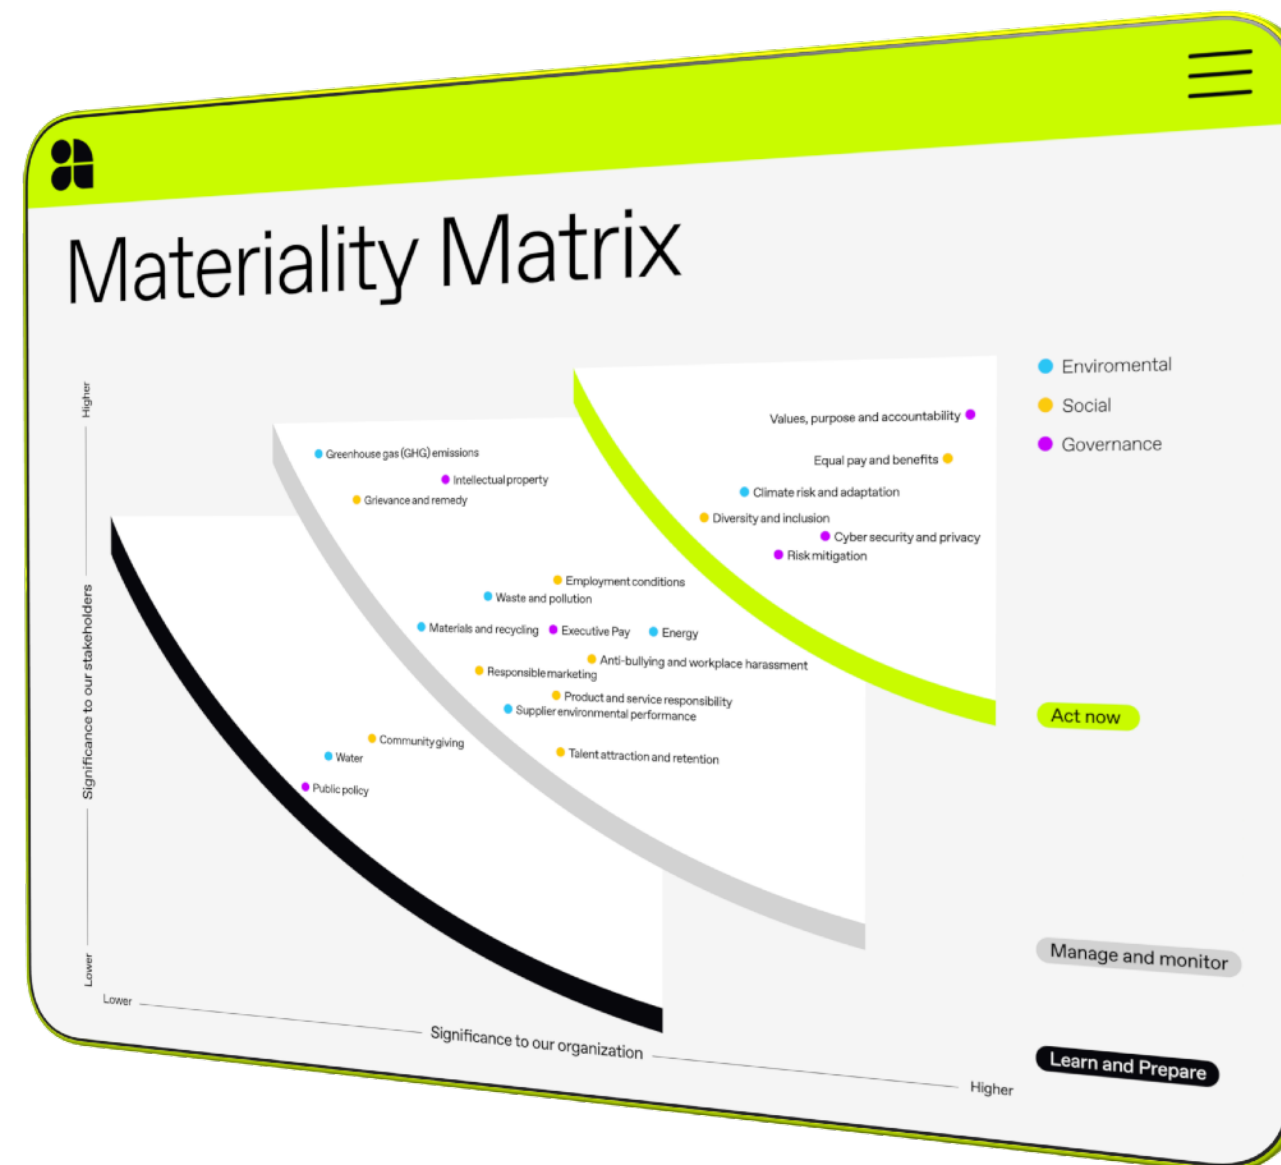 Materiality Matrix
Higher
Significance to our stakeholders
Lower
Enviromental
Social
Governance
Values, purpose and accountability
Equal pay and benefits
Climate risk and adaptation
Diversity and inclusion
Cyber security and privacy
Risk mitigation
Greenhouse gas (GHG) emissions
Intellectual property
Grievance and remedy
Employment conditions
Waste and pollution
Materials and recycling
Executive Pay
Energy
Anti-bullying and workplace harassment
Responsible marketing
Product and service responsibility
Supplier environmental performance
Talent attraction and retention
Community giving
Water
Public policy
Act now
Manage and monitor
Learn and Prepare
Lower
Significance to our organization
Higher